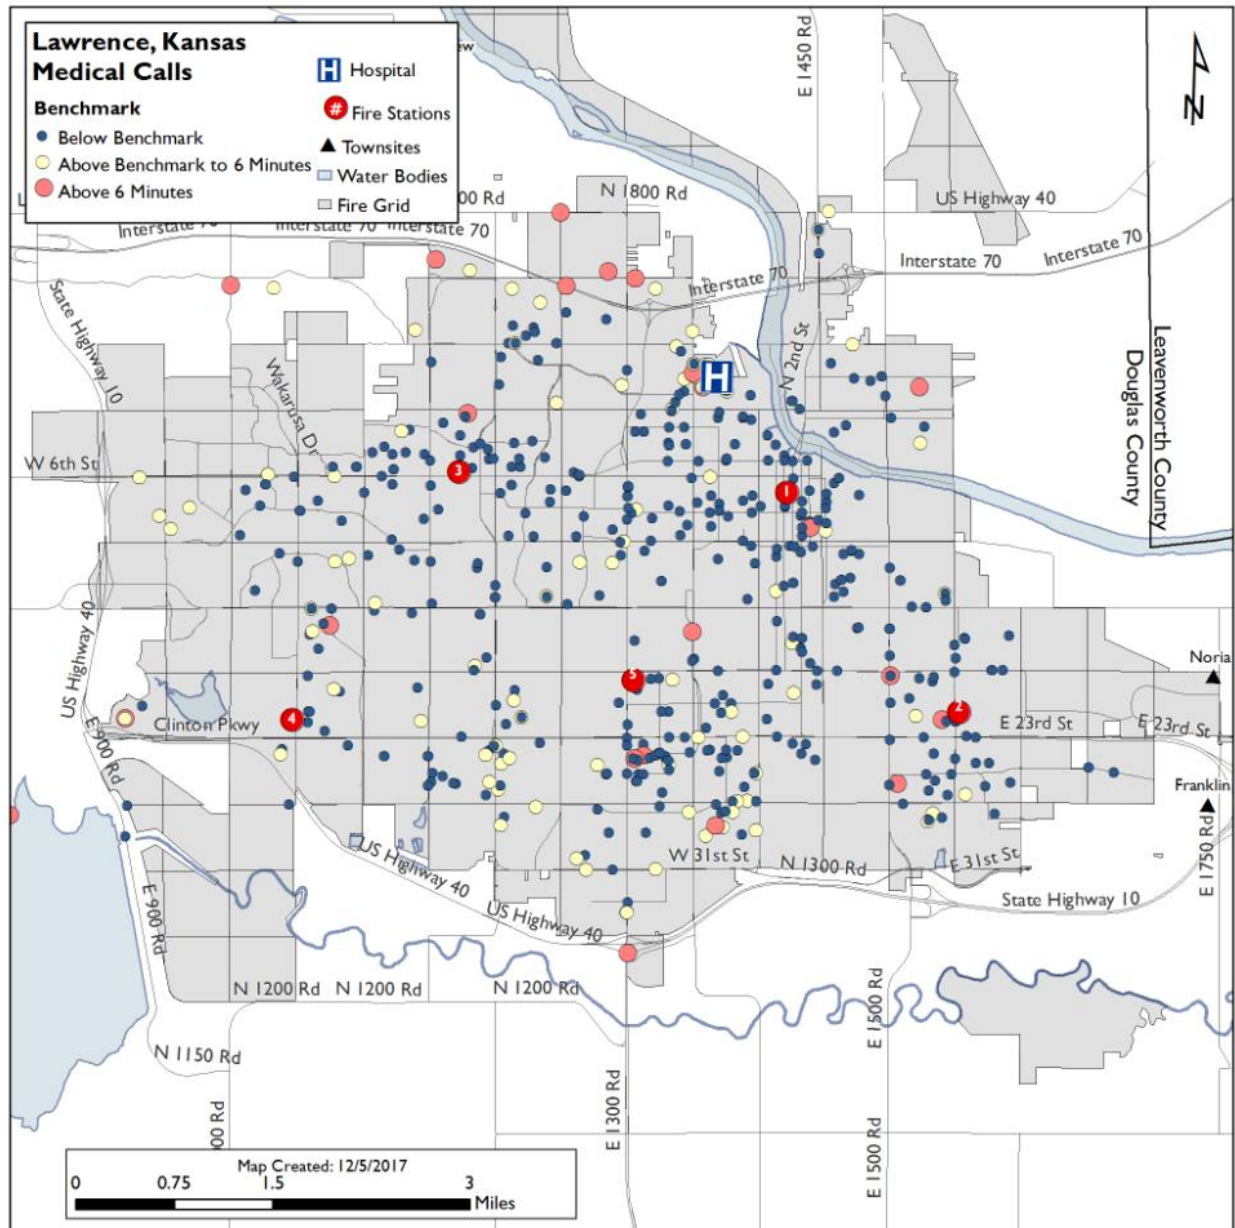 Lawrence, Kansas
Medical Calls
Benchmark
Below Benchmark
Above Benchmark to 6 Minutes
Above 6 Minutes
H Hospital
# Fire Stations
Townsites
Water Bodies
Fire Grid
E 1450 Rd
N 1800 Rd
00 Rd
US Highway 40
Interstate 70
Interstate 70
Interstate 70
Interstate 70
Interstate 70
Interstate 70
State Highway 10
Wakarusa Dr
N 2nd St
H
Leavenworth County
Douglas County
W 6th St
3
1
US Highway 40
5
Noria
4
2
Clinton Pkwy
E 23rd St
E 23rd St
E 900 Rd
Franklin
W 31st St
N 1300 Rd
E 31st St
E 1750 Rd
US Highway 40
US Highway 40
State Highway 10
E 900 Rd
N 1200 Rd
N 1200 Rd
N 1200 Rd
E 1500 Rd
N 1150 Rd
E 1300 Rd
00 Rd
E 1500 Rd
Map Created: 12/5/2017
0 0.75 1.5 3
Miles
N